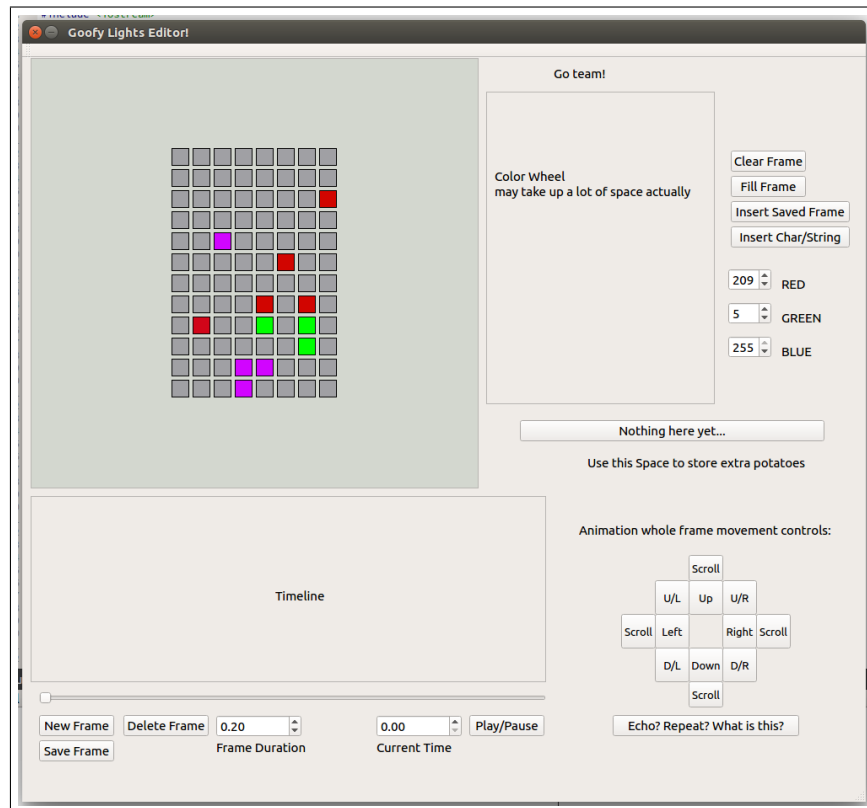 Goofy Lights Editor!
Go team!
Color Wheel
may take up a lot of space actually
Clear Frame
Fill Frame
Insert Saved Frame
Insert Char/String
209 RED
5 GREEN
255 BLUE
Nothing here yet...
Use this Space to store extra potatoes
Timeline
Animation whole frame movement controls:
Scroll
U/L Up U/R
Scroll Left Right Scroll
D/L Down D/R
Scroll
New Frame Delete Frame 0.20 0.00 Play/Pause
Save Frame Frame Duration Current Time
Echo? Repeat? What is this?